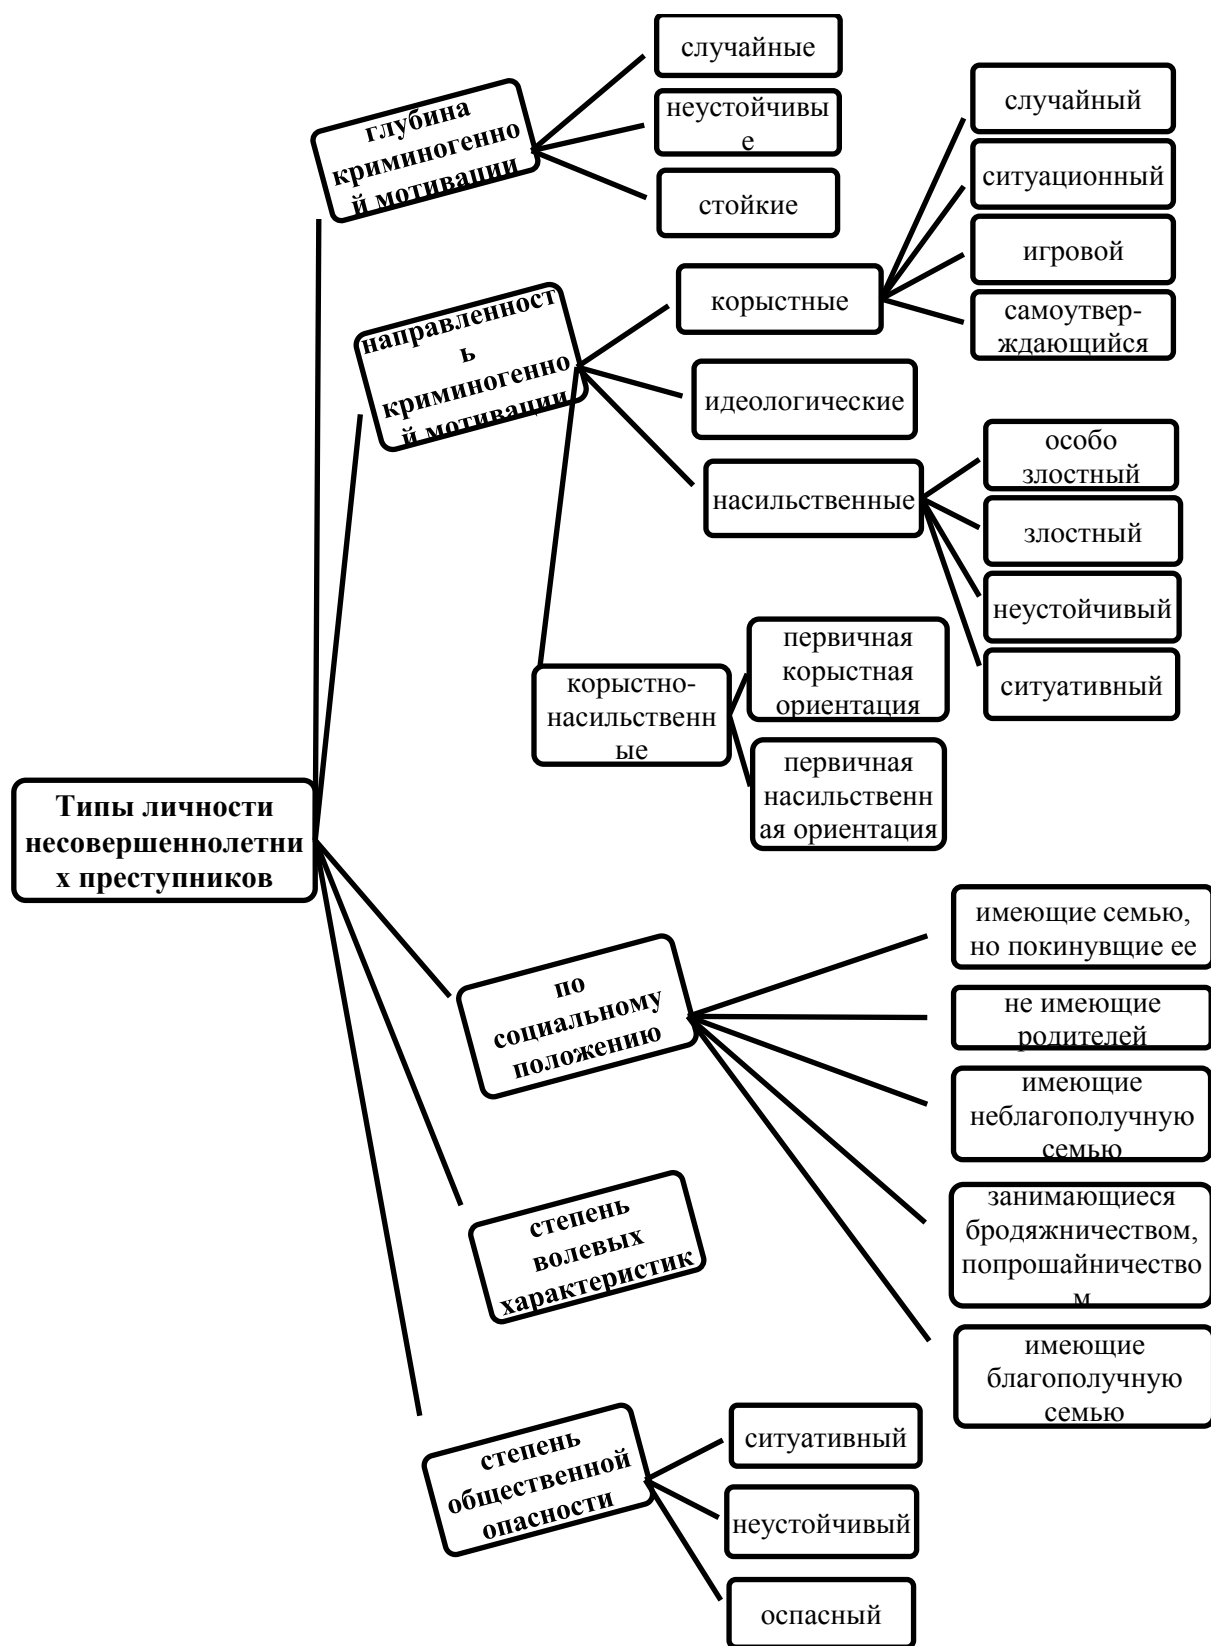 случайные
неустойчивы
е
стойкие
глубина
криминогенно
й мотивации
случайный
ситуационный
игровой
самоутвер-
ждающийся
корыстные
направленност
ь
криминогенно
й мотивации
идеологические
насильственные
особо
злостный
злостный
неустойчивый
ситуативный
корыстно-
насильственн
ые
первичная
корыстная
ориентация
первичная
насильственн
ая ориентация
Типы личности
несовершеннолетни
х преступников
имеющие семью,
но покинувщие ее
не имеющие
родителей
имеющие
неблагополучную
семью
занимающиеся
бродяжничеством,
попрошайничество
м
имеющие
благополучную
семью
по
социальному
положению
степень
волевых
характеристик
степень
общественной
опасности
ситуативный
неустойчивый
оспасный